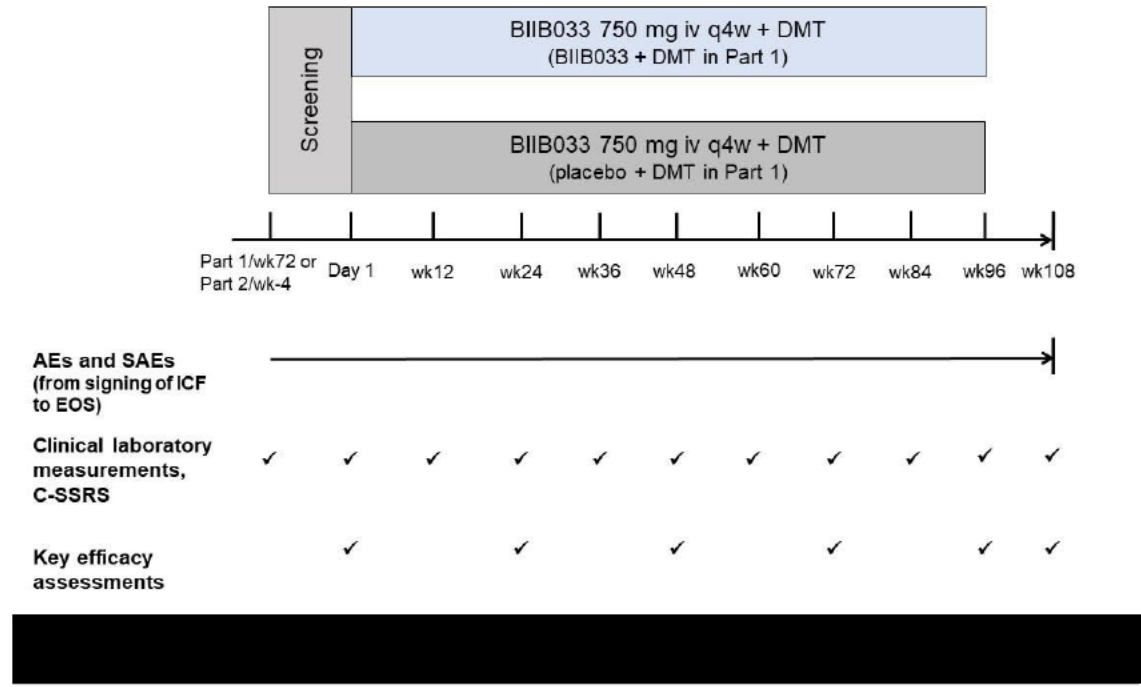 BIIB033 750 mg iv q4w + DMT
(BIIB033 + DMT in Part 1)
Screening
BIIB033 750 mg iv q4w + DMT
(placebo + DMT in Part 1)
Part 1/wk72 or
Part 2/wk-4
Day 1
wk12
wk24
wk36
wk48
wk60
wk72
wk84
wk96
wk108
AEs and SAEs
(from signing of ICF
to EOS)
Clinical laboratory
measurements,
C-SSRS
Key efficacy
assessments